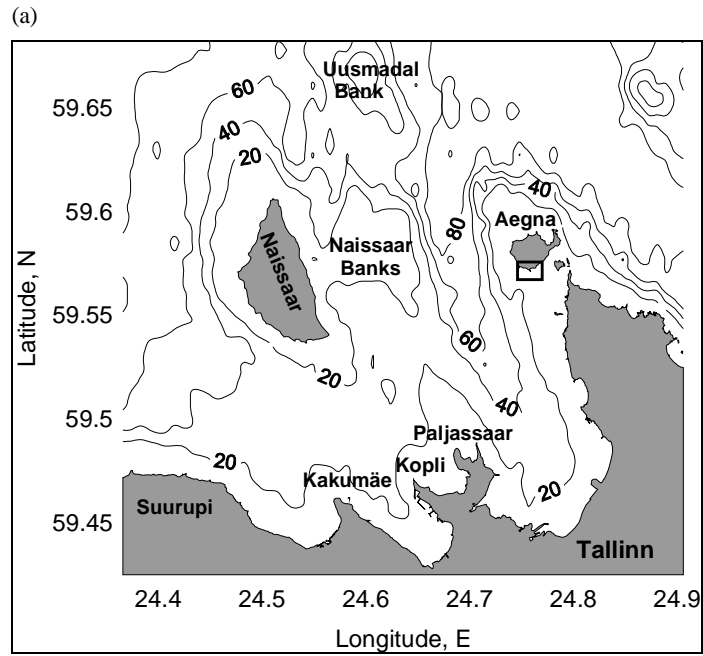 (a)
Uusmadal
Bank
60
40
20
Aegna
40
80
Naissaar
Naissaar
Banks
60
20
40
Paljassaar
Kopli
20
Kakumäe
20
Suurupi
Tallinn
59.65
59.6
59.55
59.5
59.45
Latitude, N
24.4 24.5 24.6 24.7 24.8 24.9
Longitude, E